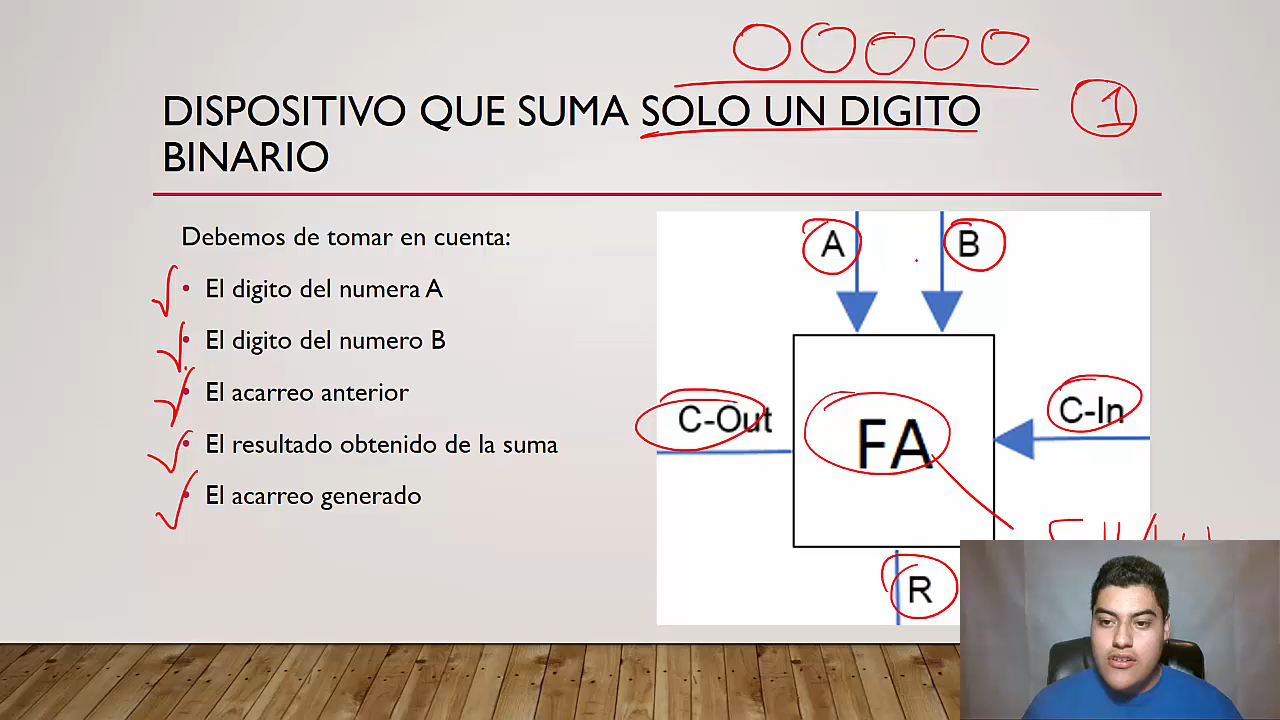 DISPOSITIVO QUE SUMA SOLO UN DIGITO
BINARIO
1
Debemos de tomar en cuenta:
• El digito del numera A
• El digito del numero B
• El acarreo anterior
• El resultado obtenido de la suma
• El acarreo generado
A
B
C-Out
FA
C-In
R